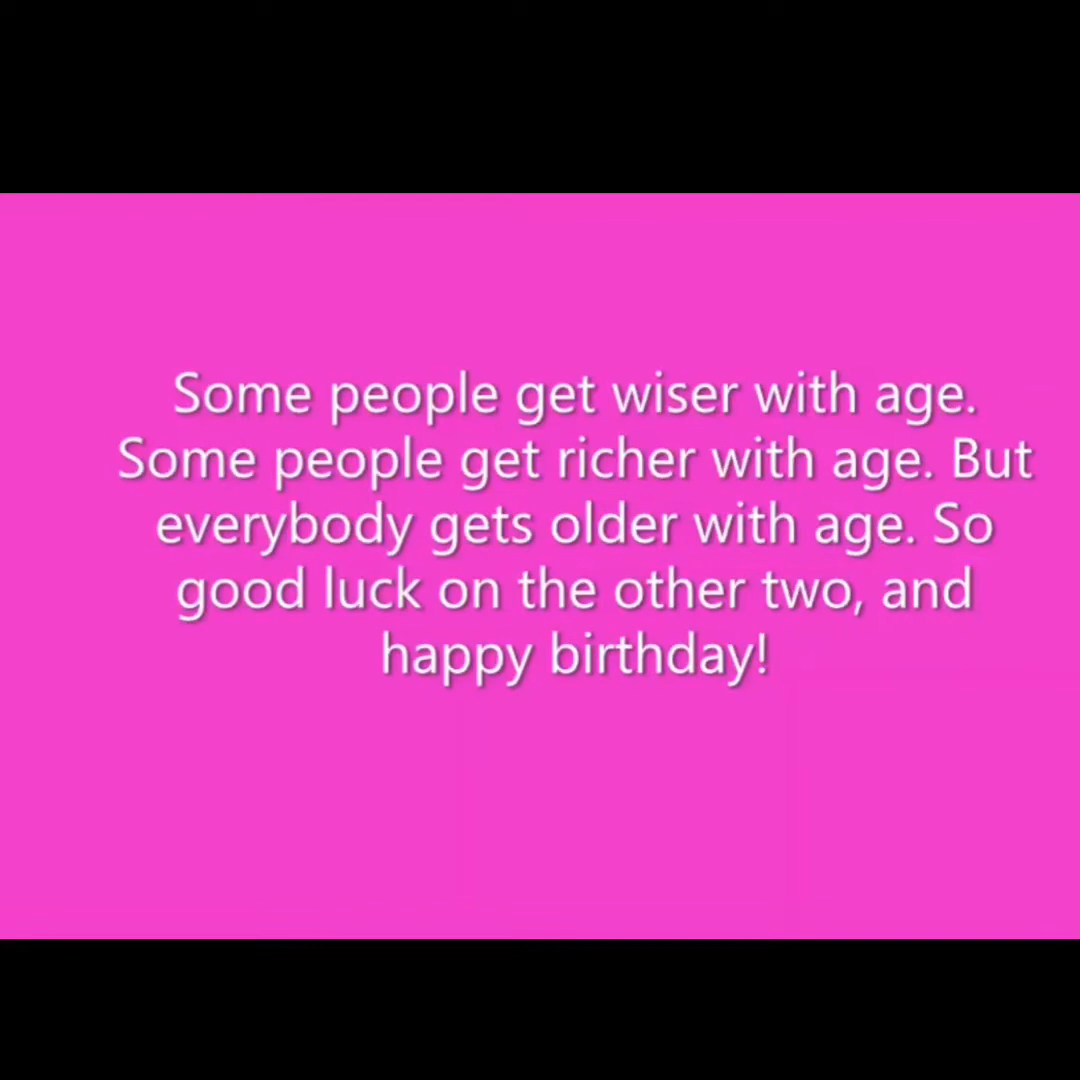 Some people get wiser with age.
Some people get richer with age. But
everybody gets older with age. So
good luck on the other two, and
happy birthday!